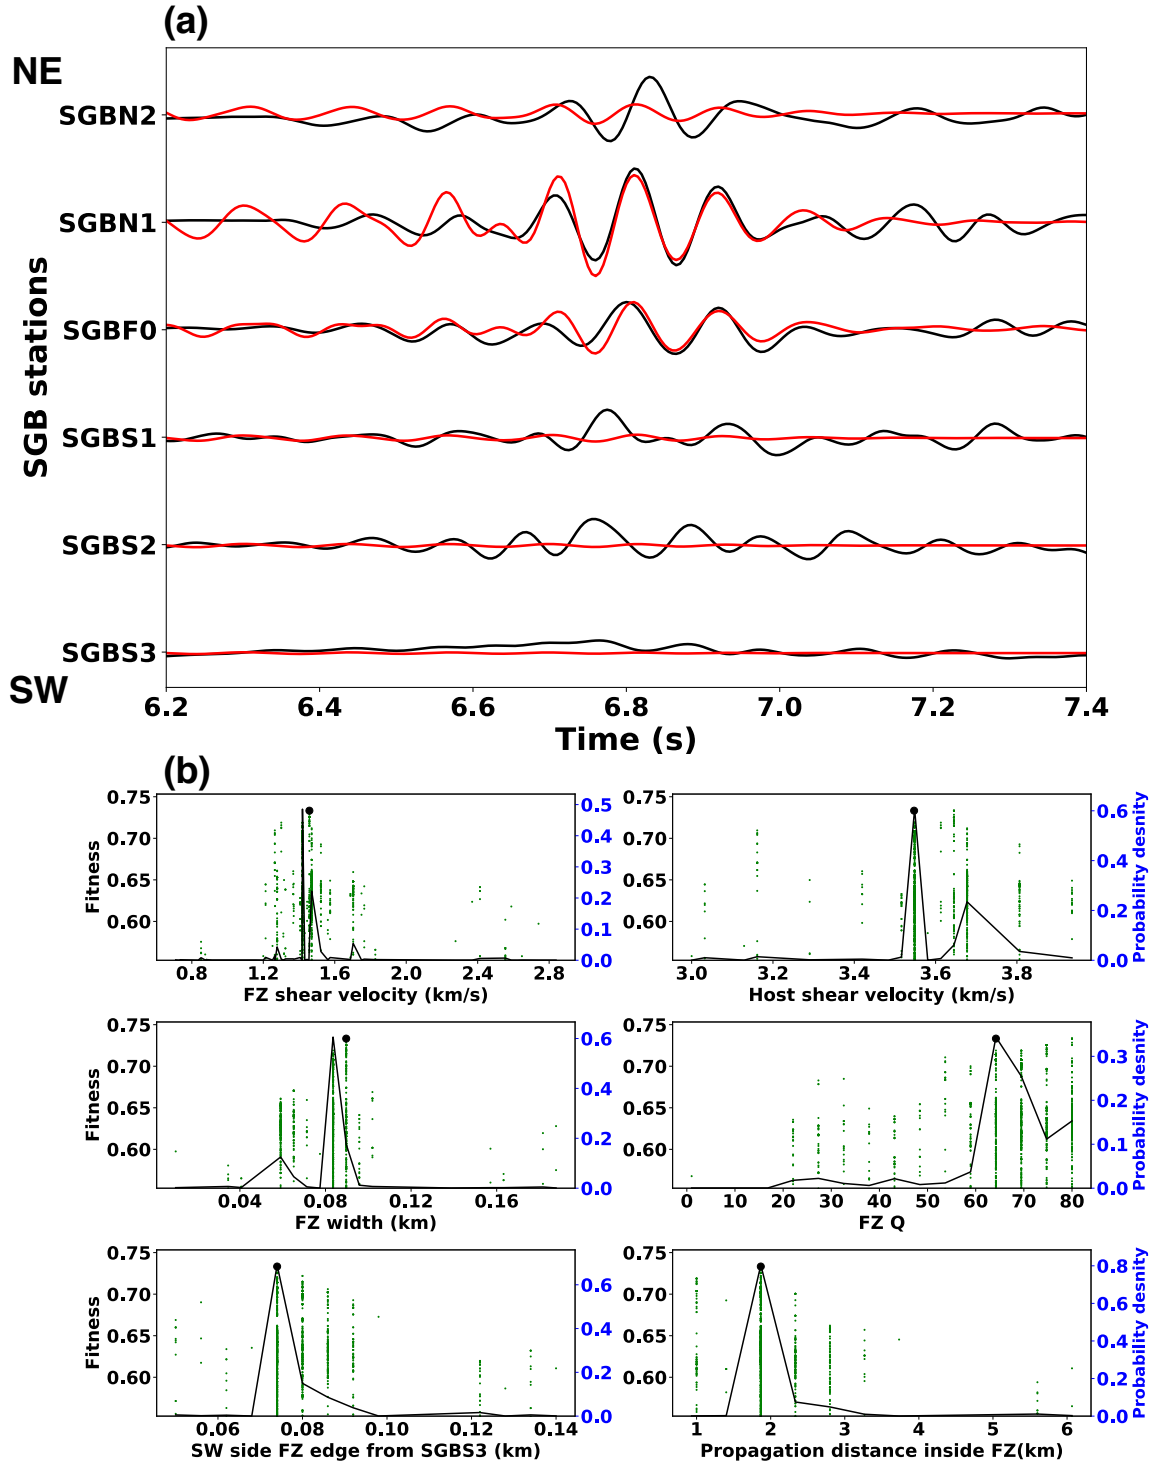 (a)
NE
SGBN2
SGBN1
SGBF0
SGBS1
SGBS2
SGBS3
SW
SGB stations
6.2 6.4 6.6 6.8 7.0 7.2 7.4
Time (s)
(b)
0.75
0.70
0.65
0.60
Fitness
0.5
0.4
0.3
0.2
0.1
0.0
0.8 1.2 1.6 2.0 2.4 2.8
FZ shear velocity (km/s)
0.75
0.70
0.65
0.60
0.6
0.4
0.2
0.0
Probability desnity
3.0 3.2 3.4 3.6 3.8
Host shear velocity (km/s)
0.75
0.70
0.65
0.60
Fitness
0.6
0.4
0.2
0.0
0.04 0.08 0.12 0.16
FZ width (km)
0.75
0.70
0.65
0.60
0.3
0.2
0.1
0.0
Probability desnity
0 10 20 30 40 50 60 70 80
FZ Q
0.75
0.70
0.65
0.60
Fitness
0.6
0.4
0.2
0.0
0.06 0.08 0.10 0.12 0.14
SW side FZ edge from SGBS3 (km)
0.75
0.70
0.65
0.60
0.8
0.6
0.4
0.2
0.0
Probability desnity
1 2 3 4 5 6
Propagation distance inside FZ(km)